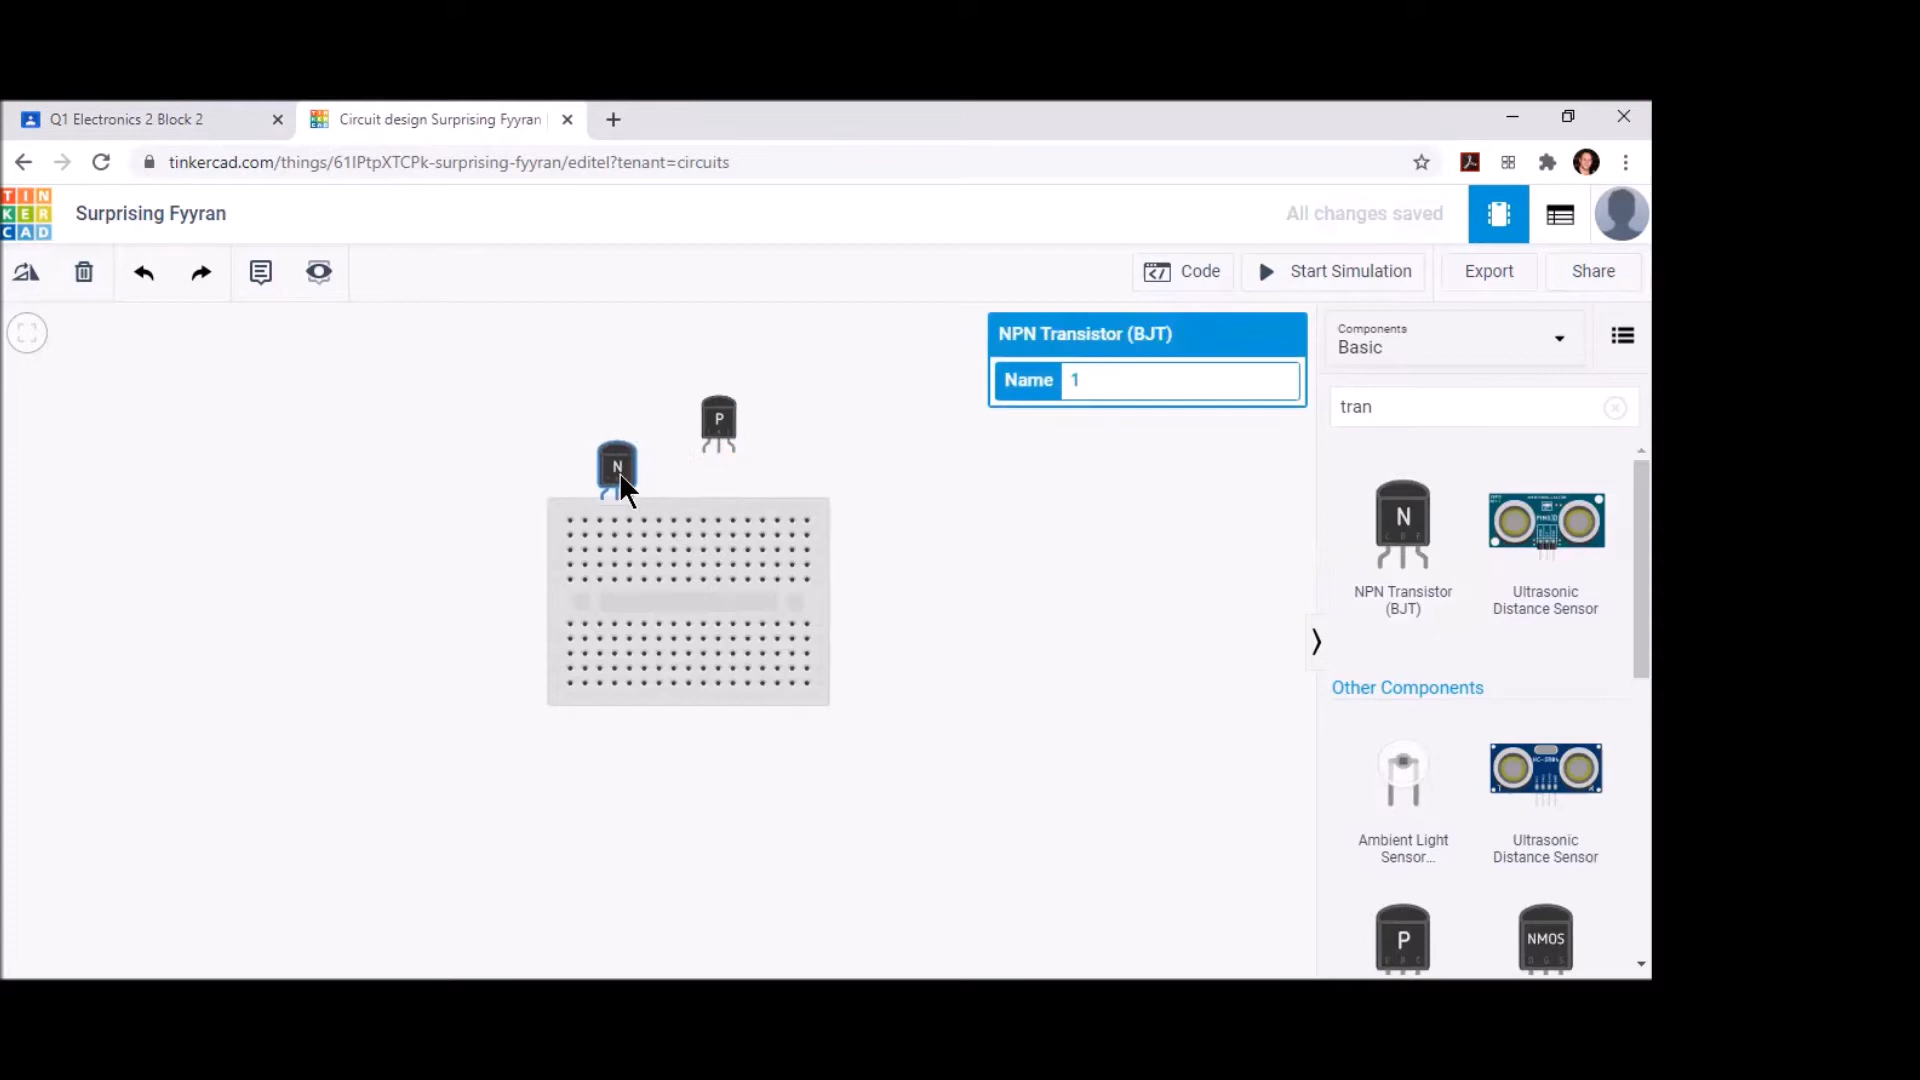 Q1 Electronics 2 Block 2
Circuit design Surprising Fyyran
tinkercad.com/things/61IPtpXTCPk-surprising-fyyran/editel?tenant=circuits
TIN
KER
CAD
Surprising Fyyran
All changes saved
Code
Start Simulation
Export
Share
NPN Transistor (BJT)
Name 1
Components
Basic
tran
P
N
N
NPN Transistor
(BJT)
Ultrasonic
Distance Sensor
Other Components
Ambient Light
Sensor...
Ultrasonic
Distance Sensor
P
NMOS